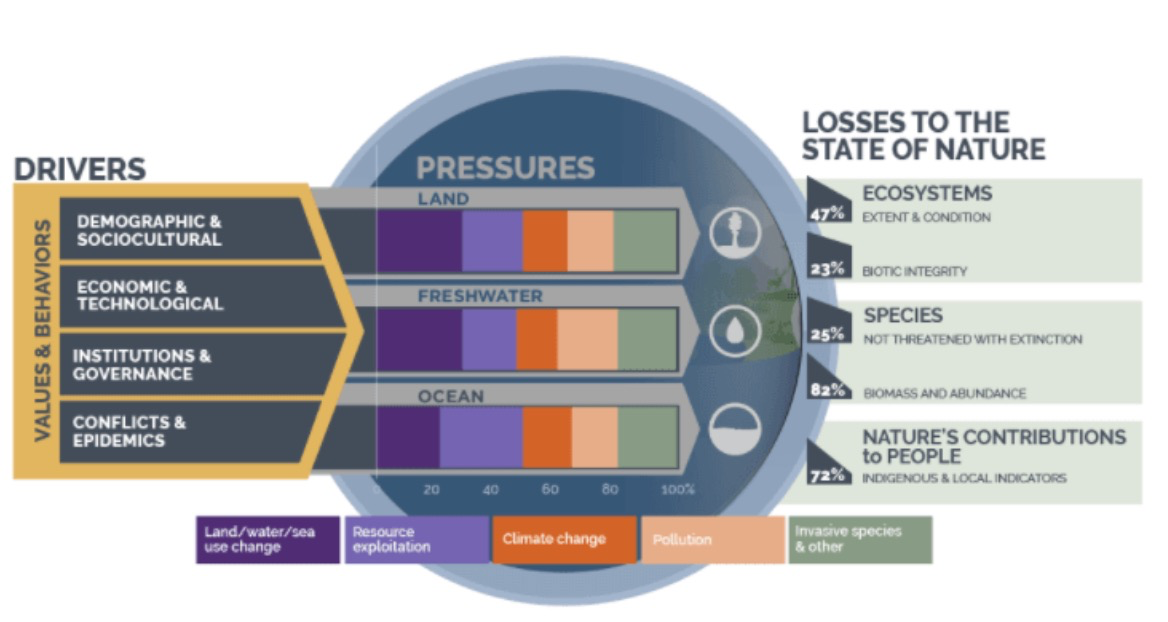 LOSSES TO THE
STATE OF NATURE
DRIVERS
PRESSURES
VALUES & BEHAVIORS
DEMOGRAPHIC &
SOCIOCULTURAL
ECONOMIC &
TECHNOLOGICAL
INSTITUTIONS &
GOVERNANCE
CONFLICTS &
EPIDEMICS
LAND
FRESHWATER
OCEAN
0 20 40 60 80 100%
47% ECOSYSTEMS
EXTENT & CONDITION
23% BIOTIC INTEGRITY
25% SPECIES
NOT THREATENED WITH EXTINCTION
82% BIOMASS AND ABUNDANCE
NATURE'S CONTRIBUTIONS
to PEOPLE
72% INDIGENOUS & LOCAL INDICATORS
Land/water/sea
use change
Resource
exploitation
Climate change
Pollution
Invasive species
& other